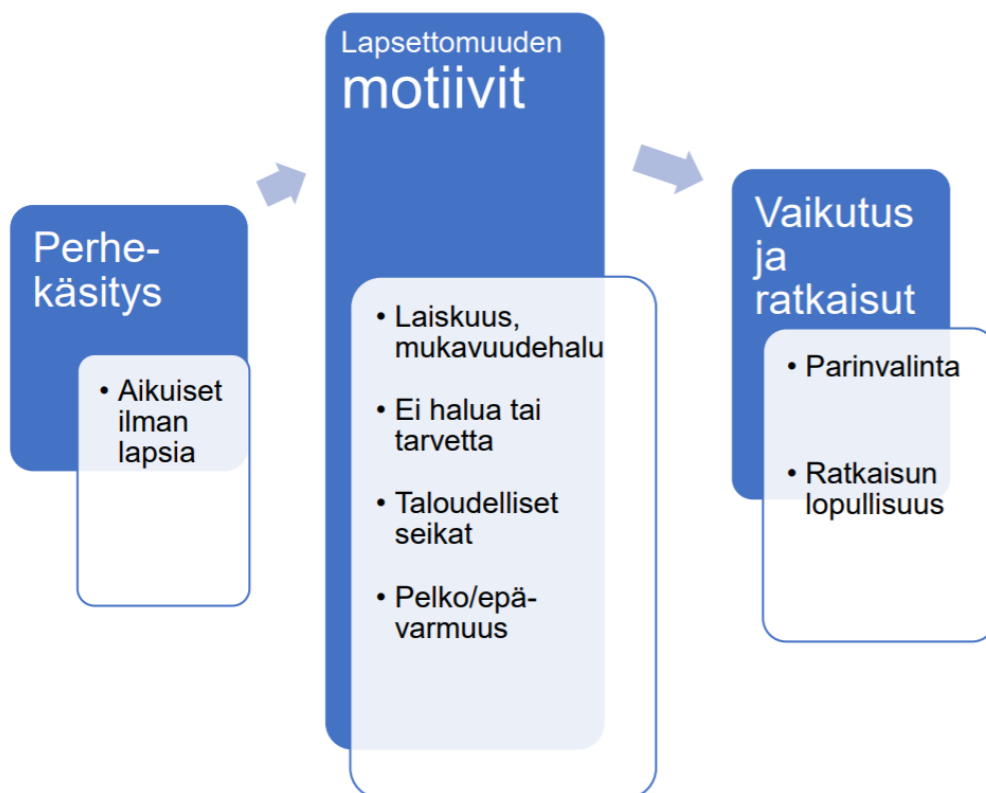 Perhe-
käsitys
• Aikuiset
ilman
lapsia
Lapsettomuuden
motiivit
• Laiskuus,
mukavuudehalu
• Ei halua tai
tarvetta
• Taloudelliset
seikat
• Pelko/epä-
varmuus
Vaikutus
ja
ratkaisut
• Parinvalinta
• Ratkaisun
lopullisuus